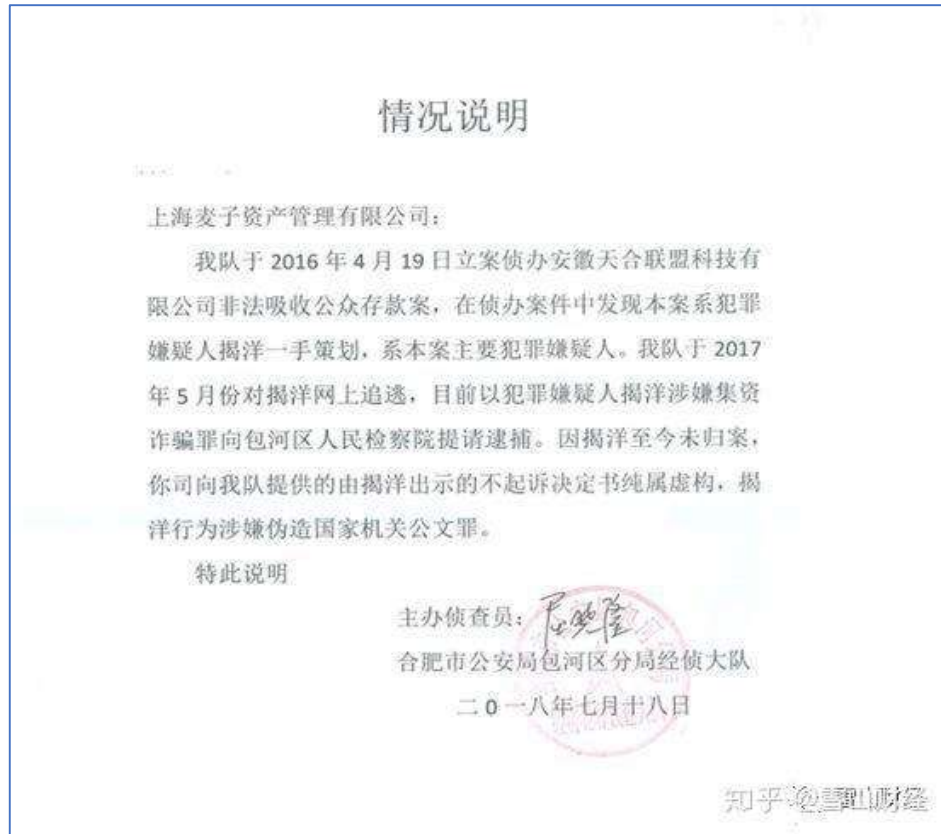 情况说明
上海麦子资产管理有限公司：
我队于 2016 年 4 月 19 日立案侦办安徽天合联盟科技有
限公司非法吸收公众存款案，在侦办案件中发现本案系犯罪
嫌疑人揭洋一手策划，系本案主要犯罪嫌疑人。我队于 2017
年 5 月份对揭洋网上追逃，目前以犯罪嫌疑人揭洋涉嫌集资
诈骗罪向包河区人民检察院提请逮捕。因揭洋至今未归案，
你司向我队提供的由揭洋出示的不起诉决定书纯属虚构，揭
洋行为涉嫌伪造国家机关公文罪。
特此说明
主办侦查员：
合肥市公安局包河区分局经侦大队
二 0 一八年七月十八日
知乎 @雪山财经